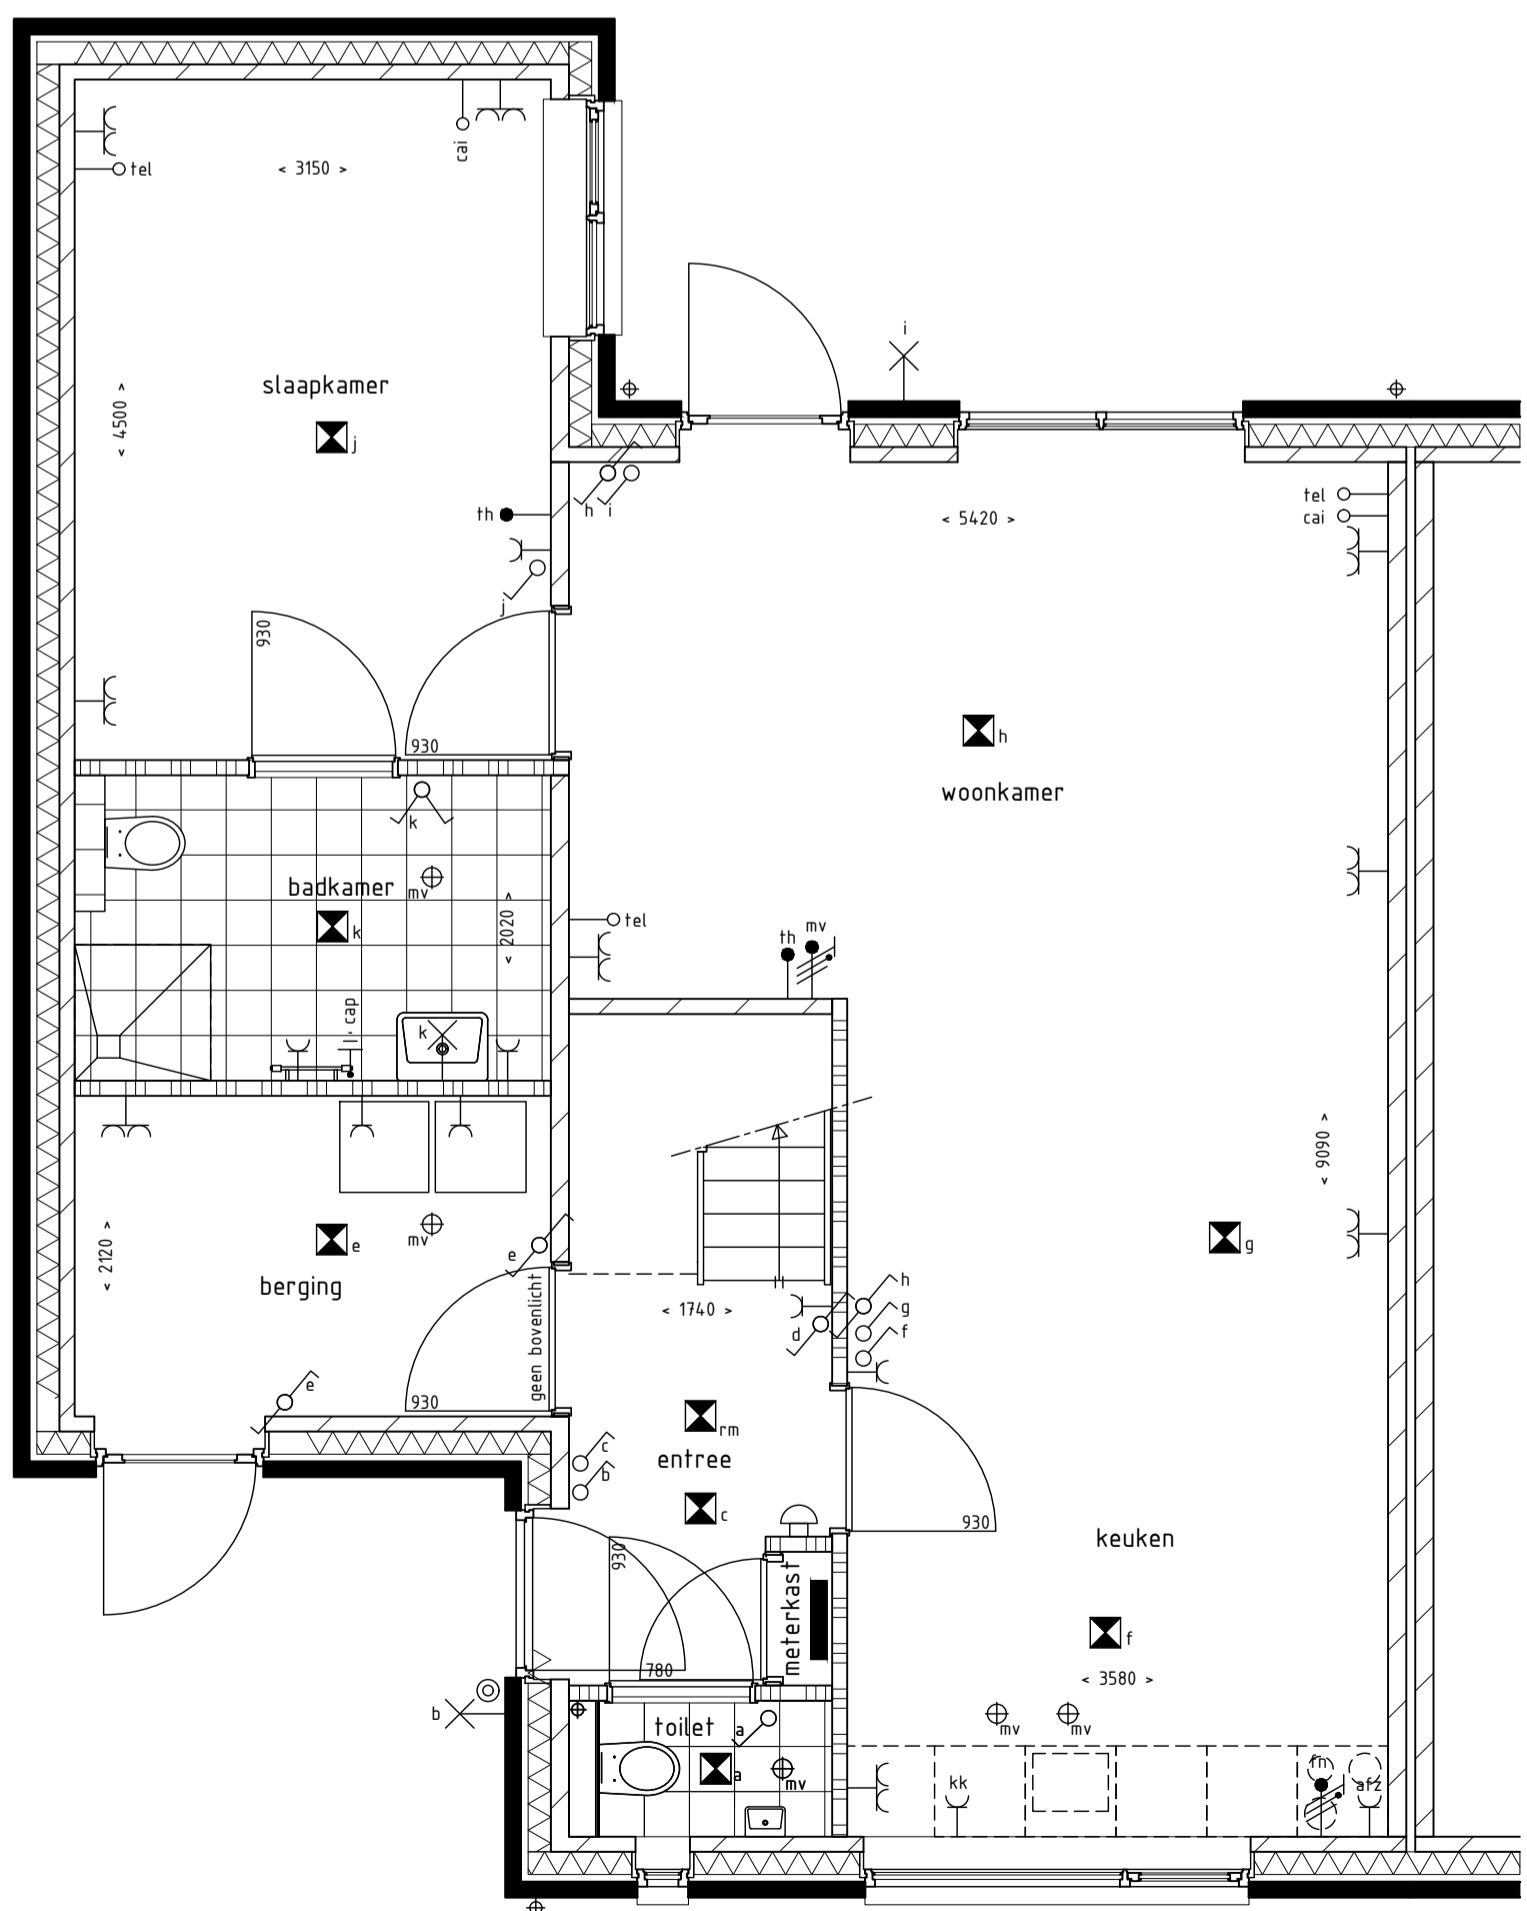 cai
tel
< 3150 >
i
slaapkamer
j
< 4500 >
h i
th
j
tel
cai
< 5420 >
930
930
h
woonkamer
k
badkamer
mv
k
< 2020 >
tel
th
mv
k
cap
< 9090 >
e
mv
e
g
berging
< 2120 >
geen bovenlicht
< 1740 >
d
h
g
f
930
e
rm
c
entree
b
c
930
930
keuken
meterkast
f
780
< 3580 >
b
toilet
a
mv
mv
a
mv
kk
fn
afz